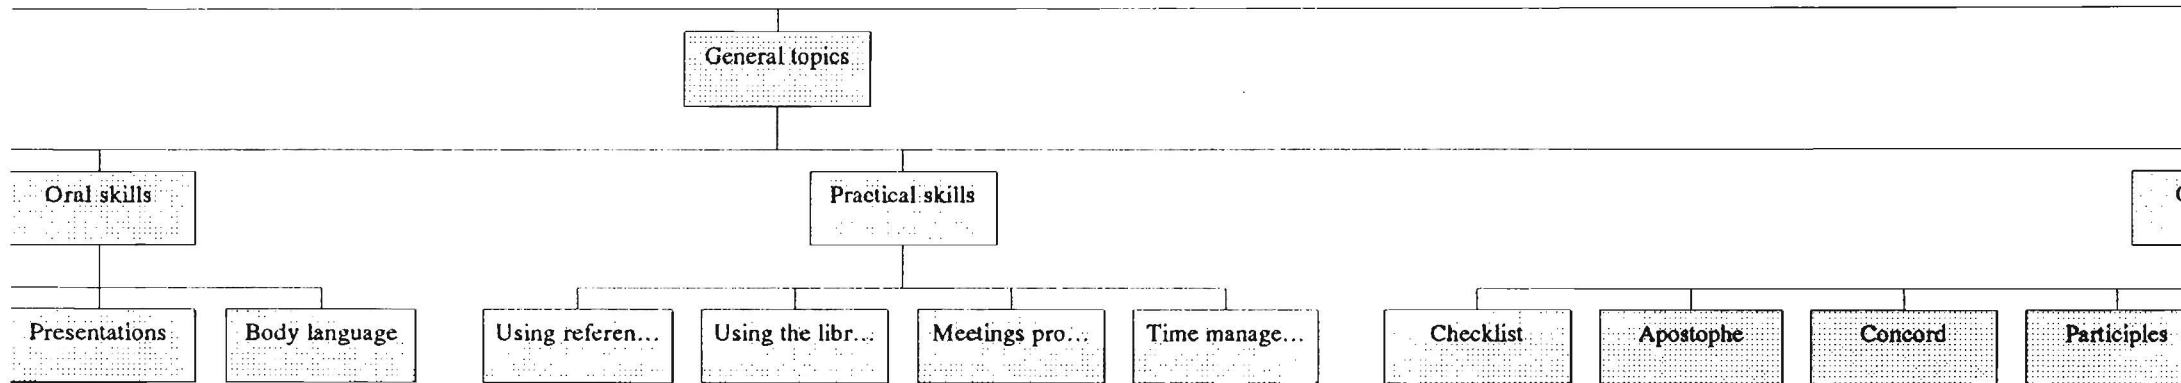 General topics
Oral skills
Practical skills
Presentations
Body language
Using referen...
Using the libr...
Meetings pro...
Time manage...
Checklist
Apostophe
Concord
Participles